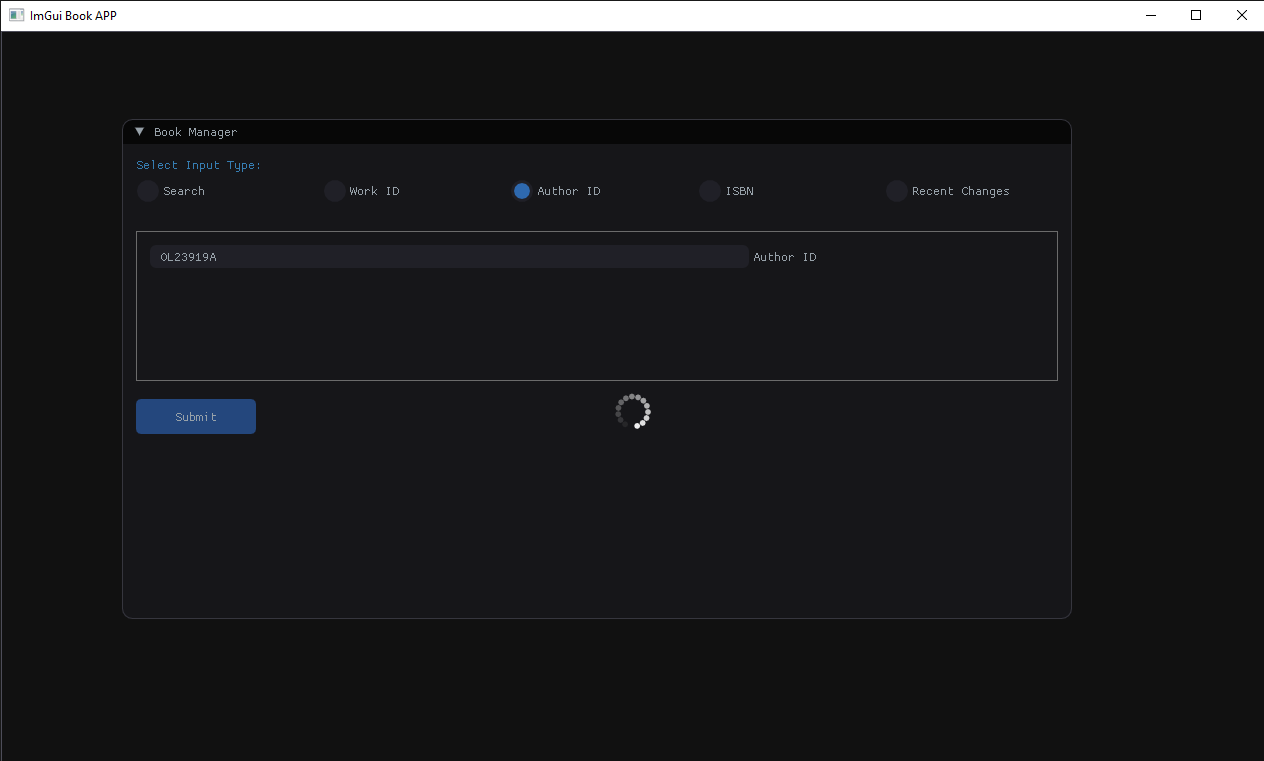 ImGui Book APP
Book Manager
Select Input Type:
Search Work ID Author ID ISBN Recent Changes
OL23919A Author ID
Submit